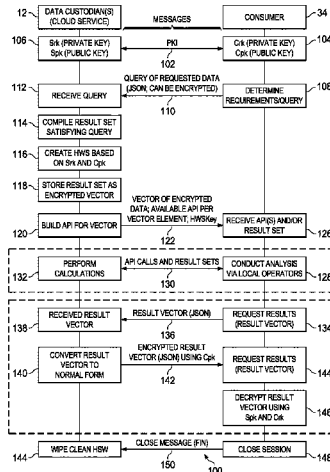 12
DATA CUSTODIAN(S)
(CLOUD SERVICE)
MESSAGES
CONSUMER
34
106
Srk (PRIVATE KEY)
Spk (PUBLIC KEY)
PKI
102
Crk (PRIVATE KEY)
Cpk (PUBLIC KEY)
104
112
RECEIVE QUERY
QUERY OF REQUESTED DATA
(JSON; CAN BE ENCRYPTED)
110
DETERMINE
REQUIREMENTS/QUERY
108
114
COMPILE RESULT SET
SATISFYING QUERY
116
CREATE HWS BASED
ON Srk AND Cpk
118
STORE RESULT SET AS
ENCRYPTED VECTOR
VECTOR OF ENCRYPTED
DATA; AVAILABLE API PER
VECTOR ELEMENT; HWSKey
120
BUILD API FOR VECTOR
122
RECEIVE API(S) AND/OR
RESULT SET
126
132
PERFORM
CALCULATIONS
API CALLS AND RESULT SETS
130
CONDUCT ANALYSIS
VIA LOCAL OPERATORS
128
138
RECEIVED RESULT
VECTOR
RESULT VECTOR (JSON)
136
REQUEST RESULTS
(RESULT VECTOR)
134
140
CONVERT RESULT
VECTOR TO
NORMAL FORM
ENCRYPTED RESULT
VECTOR (JSON) USING Cpk
142
REQUEST RESULTS
(RESULT VECTOR)
144
DECRYPT RESULT
VECTOR USING
Spk AND Crk
146
144
WIPE CLEAN HSW
CLOSE MESSAGE (FIN)
150
CLOSE SESSION
148
100